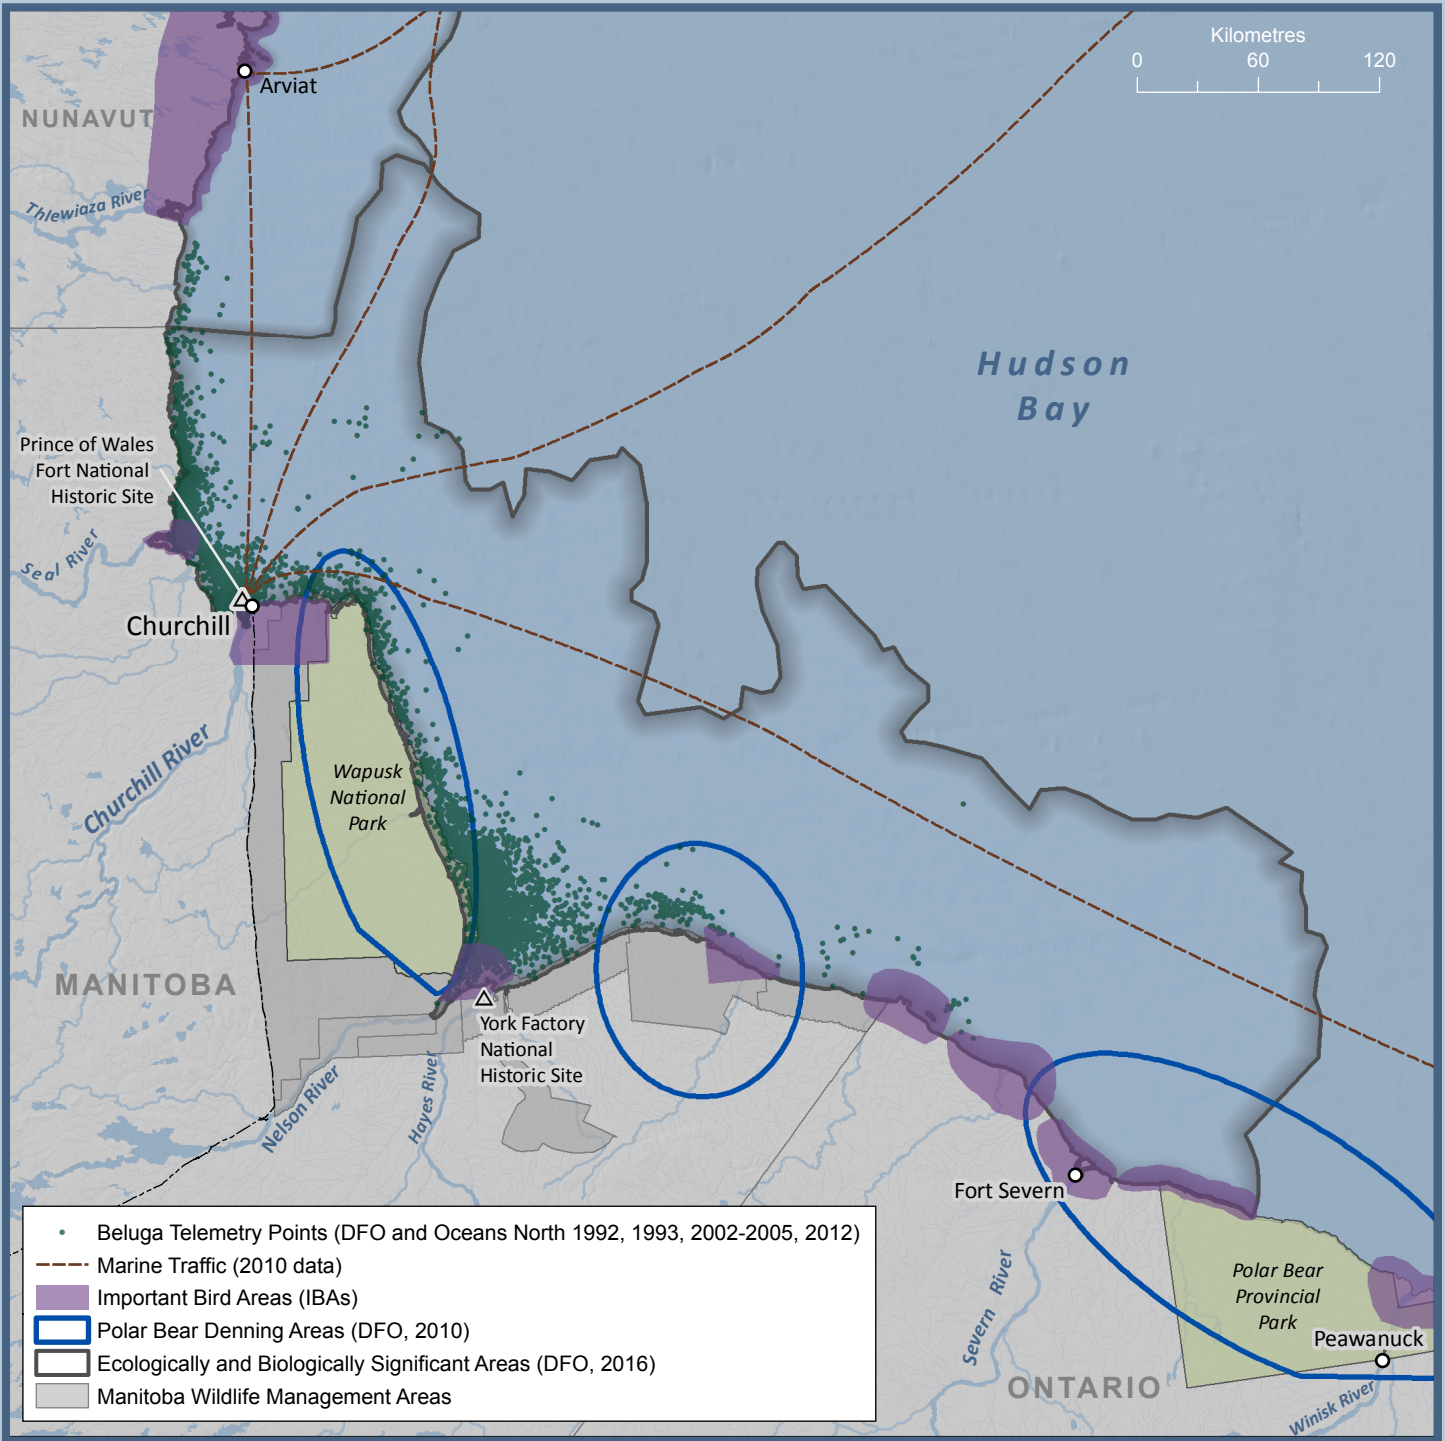 Kilometres
0 60 120
Arviat
NUNAVUT
Thlewiaza River
Hudson
Bay
Prince of Wales
Fort National
Historic Site
Seal River
Churchill
Churchill River
Wapusk
National
Park
MANITOBA
York Factory
National
Historic Site
Nelson River
Hayes River
Fort Severn
Severn River
Polar Bear
Provincial
Park
Peawanuck
ONTARIO
Winisk River
Beluga Telemetry Points (DFO and Oceans North 1992, 1993, 2002-2005, 2012)
Marine Traffic (2010 data)
Important Bird Areas (IBAs)
Polar Bear Denning Areas (DFO, 2010)
Ecologically and Biologically Significant Areas (DFO, 2016)
Manitoba Wildlife Management Areas